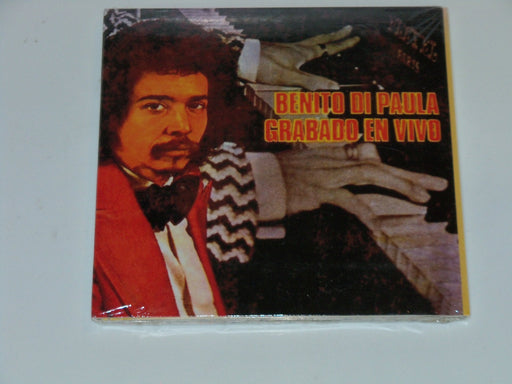 BENITO DI PAULA
GRABADO EN VIVO